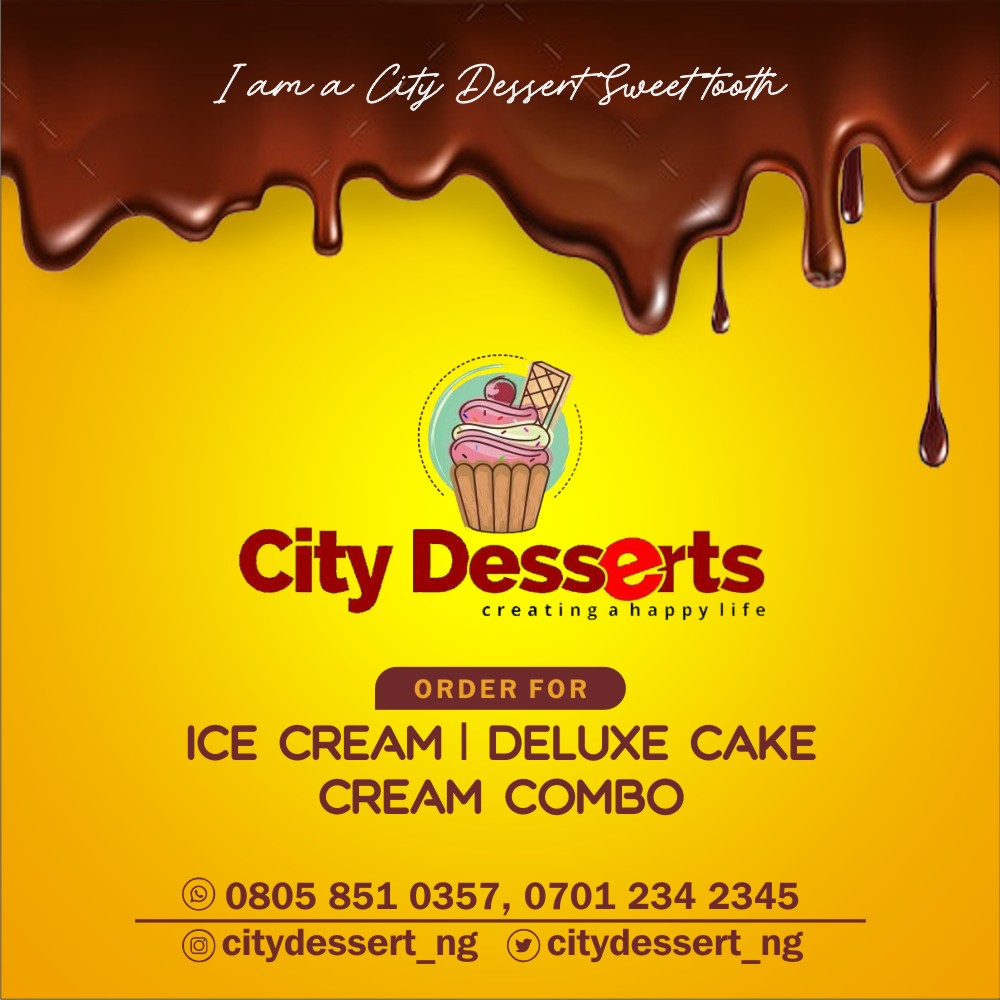 I am a City Dessert Sweet tooth
City Desserts
creating a happy life
ORDER FOR
ICE CREAM | DELUXE CAKE
CREAM COMBO
0805 851 0357, 0701 234 2345
citydessert_ng citydessert_ng